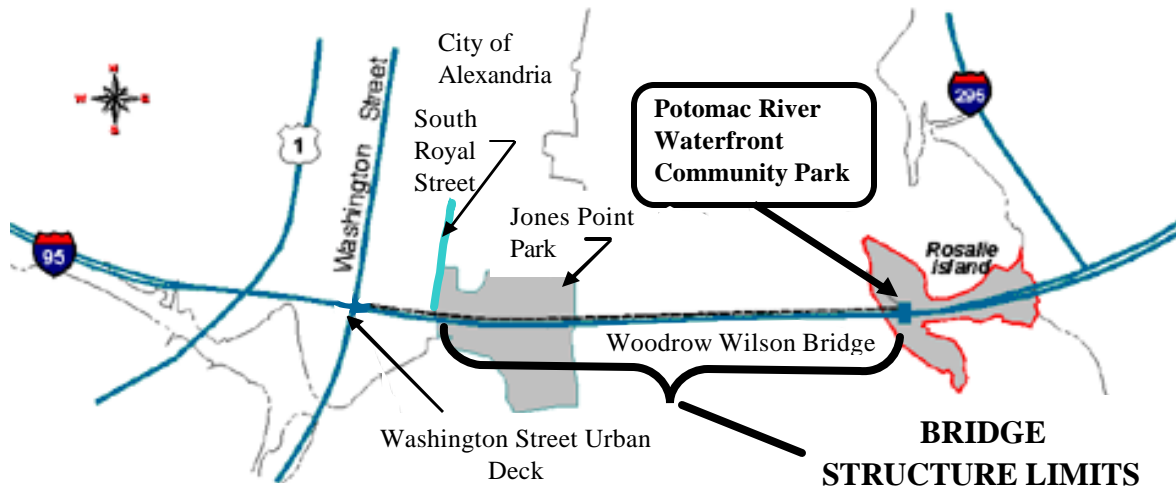 City of
Alexandria
N
W
E
S
South
Royal
Street
Washington Street
1
295
Potomac River
Waterfront
Community Park
Jones Point
Park
95
Rosalie
island
Woodrow Wilson Bridge
Washington Street Urban
Deck
BRIDGE
STRUCTURE LIMITS